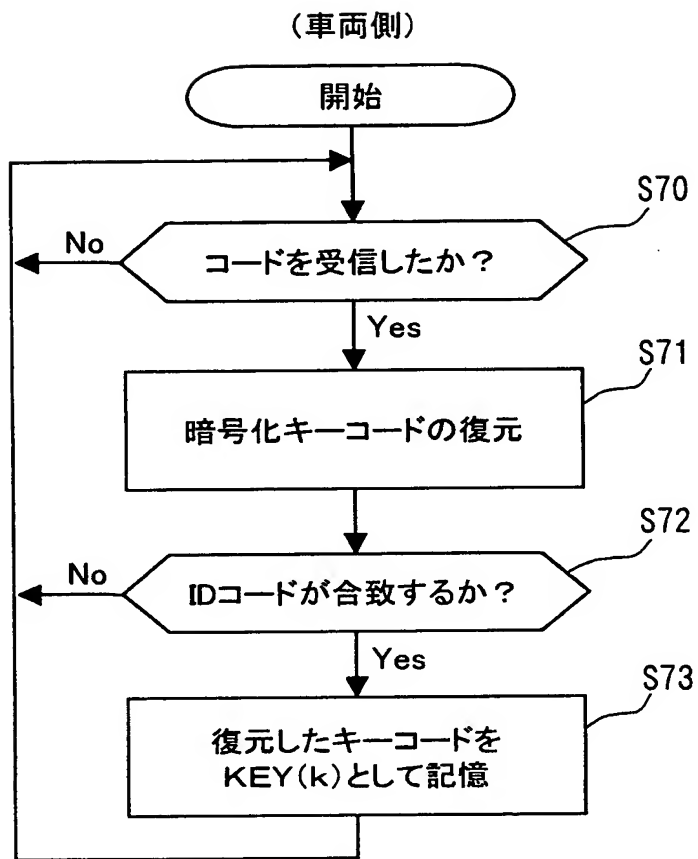 (車両側)
開始
S70
No
コードを受信したか？
Yes
S71
暗号化キーコードの復元
S72
No
IDコードが合致するか？
Yes
S73
復元したキーコードを
KEY(k)として記憶